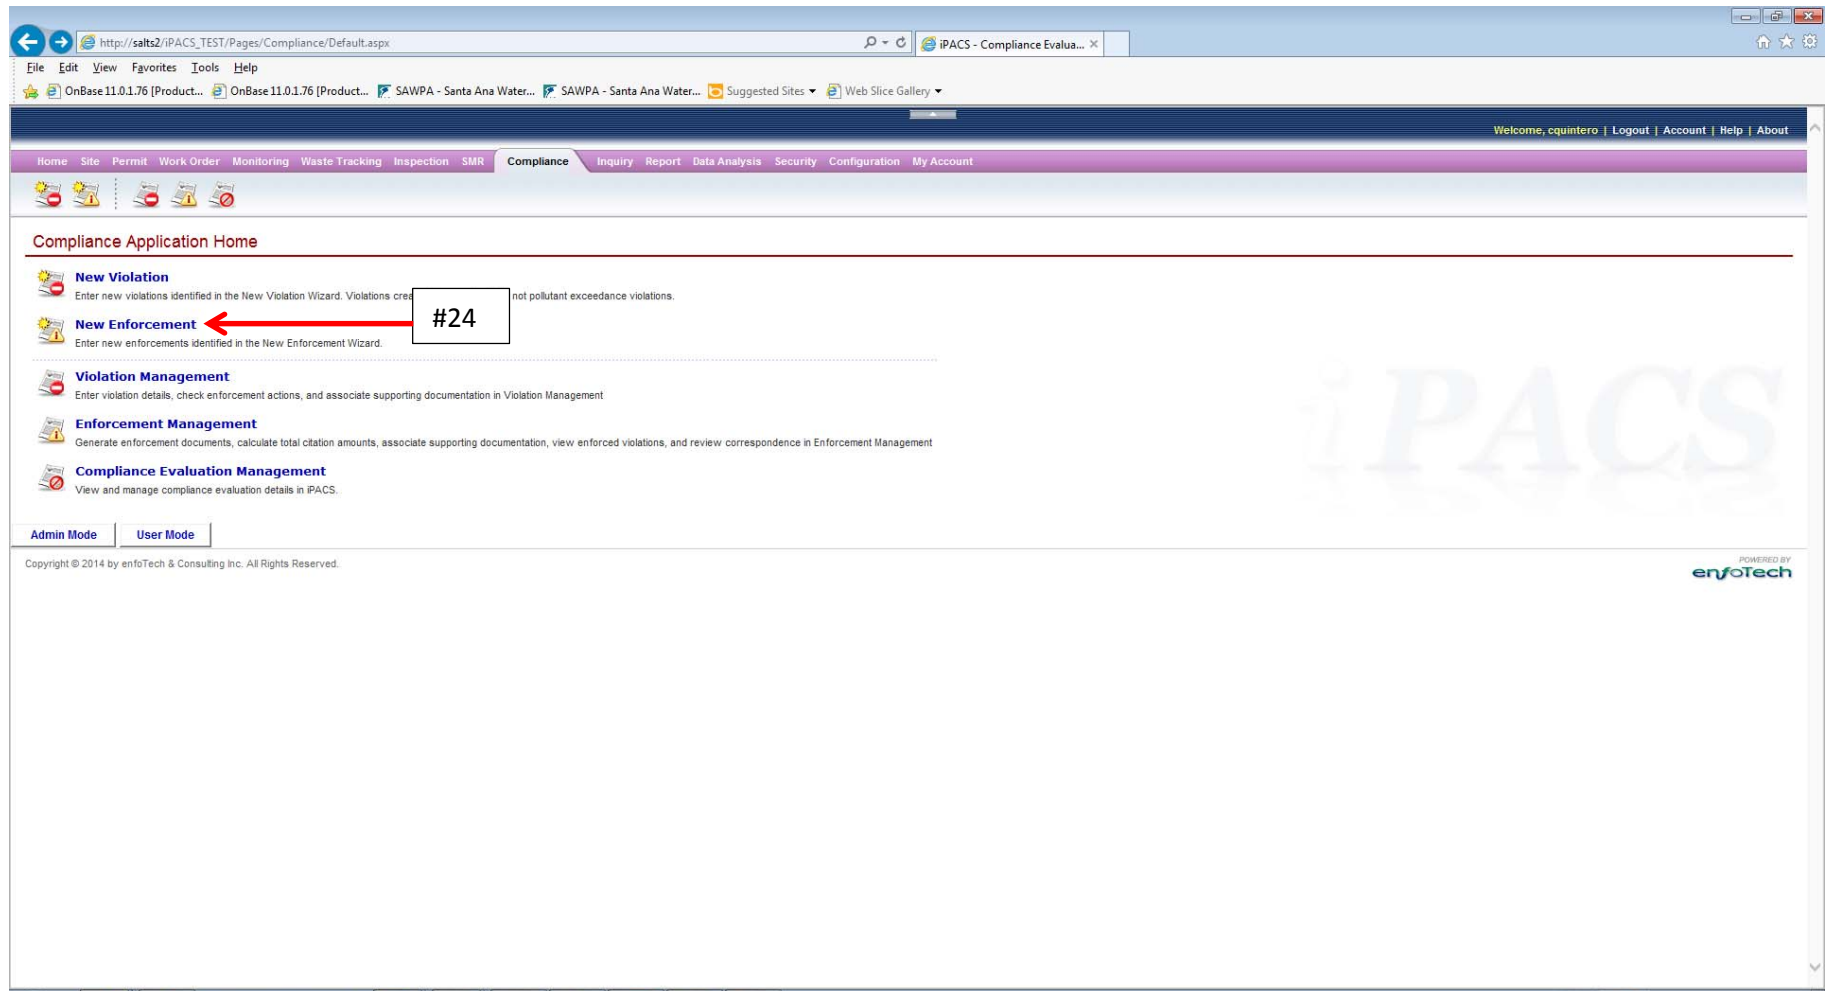 http://salts2/iPACS_TEST/Pages/Compliance/Default.aspx
iPACS - Compliance Evalua...
File Edit View Favorites Tools Help
OnBase 11.0.1.76 [Product... OnBase 11.0.1.76 [Product... SAWPA - Santa Ana Water... SAWPA - Santa Ana Water... Suggested Sites Web Slice Gallery
Welcome, cquintero | Logout | Account | Help | About
Home Site Permit Work Order Monitoring Waste Tracking Inspection SMR Compliance Inquiry Report Data Analysis Security Configuration My Account
Compliance Application Home
New Violation
Enter new violations identified in the New Violation Wizard. Violations crea not pollutant exceedance violations.
New Enforcement
#24
Enter new enforcements identified in the New Enforcement Wizard.
Violation Management
Enter violation details, check enforcement actions, and associate supporting documentation in Violation Management
Enforcement Management
Generate enforcement documents, calculate total citation amounts, associate supporting documentation, view enforced violations, and review correspondence in Enforcement Management
Compliance Evaluation Management
View and manage compliance evaluation details in iPACS.
iPACS
Admin Mode User Mode
Copyright © 2014 by enfoTech & Consulting Inc. All Rights Reserved.
POWERED BY
enfoTech